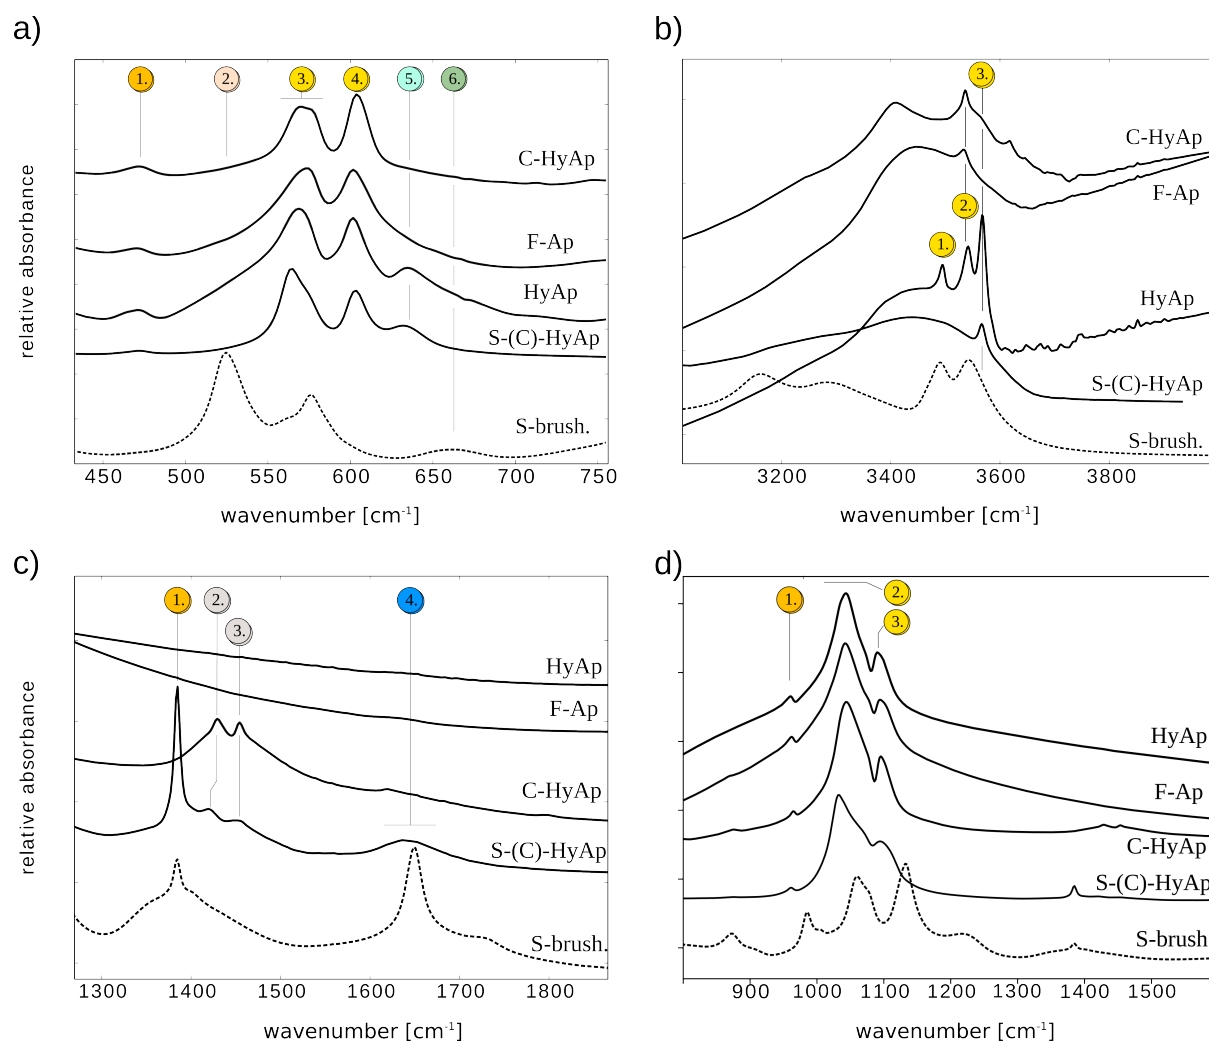 a)
1.
2.
3.
4.
5.
6.
C-HyAp
F-Ap
HyAp
S-(C)-HyAp
S-brush.
relative absorbance
450 500 550 600 650 700 750
wavenumber [cm-1]
b)
3.
2.
1.
C-HyAp
F-Ap
HyAp
S-(C)-HyAp
S-brush.
3200 3400 3600 3800
wavenumber [cm-1]
c)
1.
2.
3.
4.
HyAp
F-Ap
C-HyAp
S-(C)-HyAp
S-brush.
relative absorbance
1300 1400 1500 1600 1700 1800
wavenumber [cm-1]
d)
1.
2.
3.
HyAp
F-Ap
C-HyAp
S-(C)-HyAp
S-brush
900 1000 1100 1200 1300 1400 1500
wavenumber [cm-1]